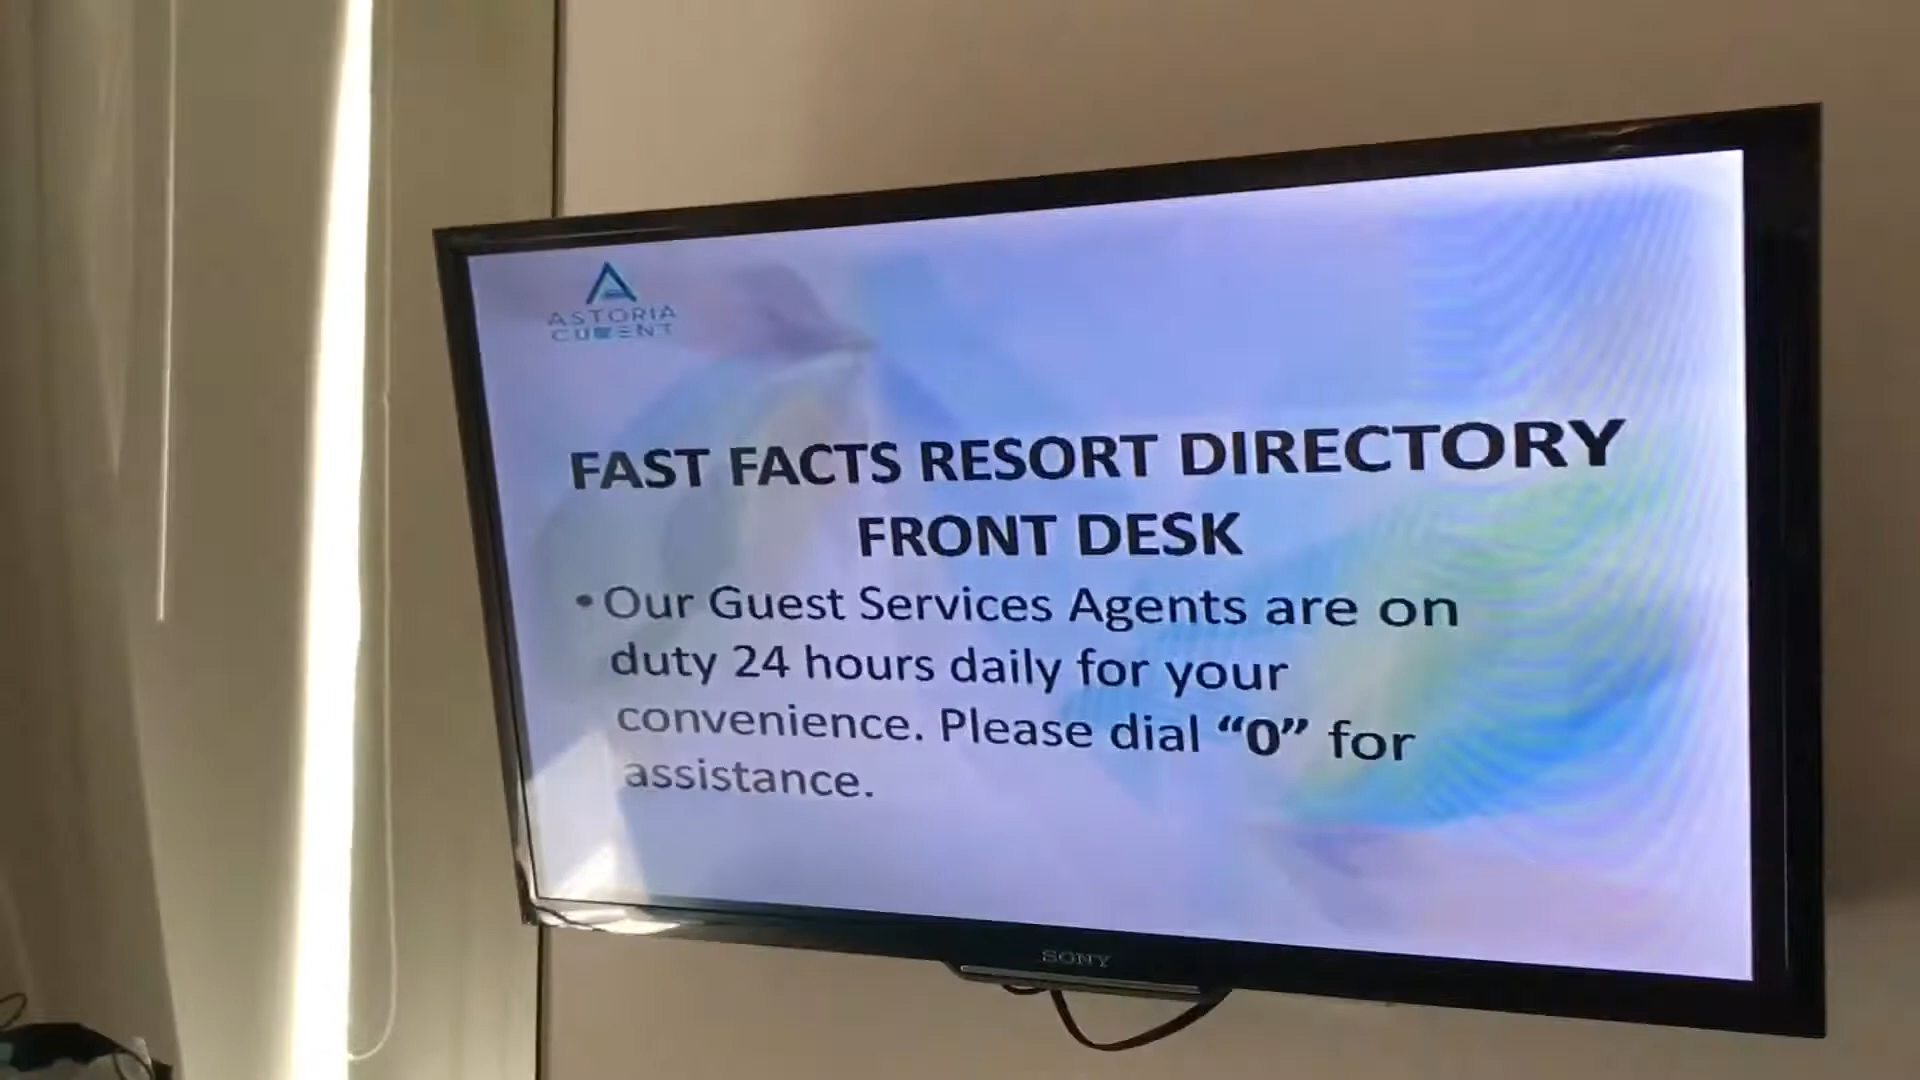 ASTORIA
CURRENT
FAST FACTS RESORT DIRECTORY
FRONT DESK
• Our Guest Services Agents are on
duty 24 hours daily for your
convenience. Please dial “0” for
assistance.
SONY